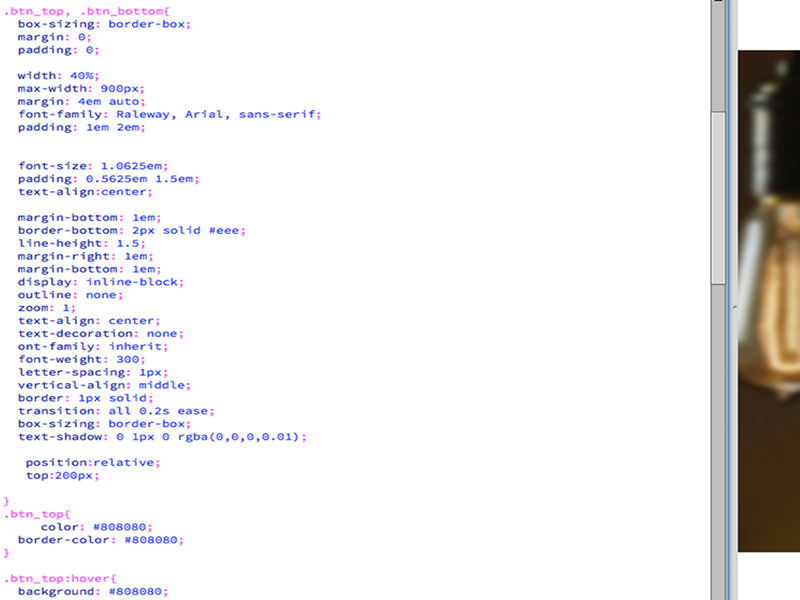 .btn_top, .btn_bottom{
box-sizing: border-box;
margin: 0;
padding: 0;
width: 40%;
max-width: 900px;
margin: 4em auto;
font-family: Raleway, Arial, sans-serif;
padding: 1em 2em;
font-size: 1.0625em;
padding: 0.5625em 1.5em;
text-align:center;
margin-bottom: 1em;
border-bottom: 2px solid #eee;
line-height: 1.5;
margin-right: 1em;
margin-bottom: 1em;
display: inline-block;
outline: none;
zoom: 1;
text-align: center;
text-decoration: none;
ont-family: inherit;
font-weight: 300;
letter-spacing: 1px;
vertical-align: middle;
border: 1px solid;
transition: all 0.2s ease;
box-sizing: border-box;
text-shadow: 0 1px 0 rgba(0,0,0,0.01);
position:relative;
top:200px;
}
.btn_top{
color: #808080;
border-color: #808080;
}
.btn_top:hover{
background: #808080;